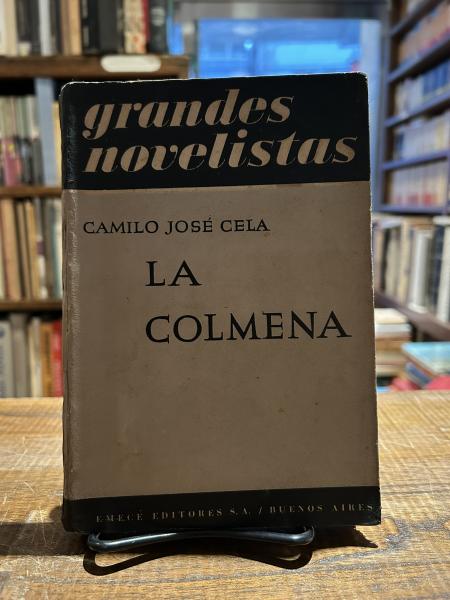 grandes
novelistas
CAMILO JOSÉ CELA
LA
COLMENA
EMECÉ EDITORES S.A. / BUENOS AIRES